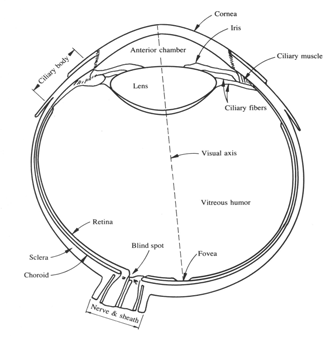 Cornea
Iris
Anterior chamber
Ciliary muscle
Ciliary body
Lens
Ciliary fibers
Visual axis
Vitreous humor
Retina
Blind spot
Fovea
Sclera
Choroid
Nerve & sheath